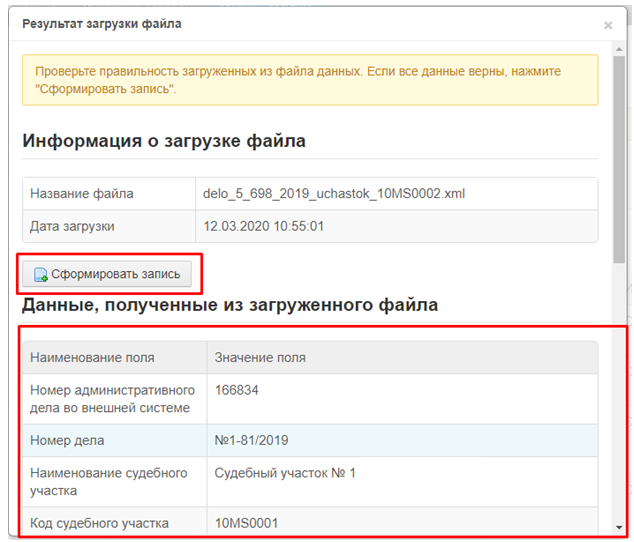 Результат загрузки файла
×
Проверьте правильность загруженных из файла данных. Если все данные верны, нажмите
"Сформировать запись".
Информация о загрузке файла
Название файла delo_5_698_2019_uchastok_10MS0002.xml
Дата загрузки 12.03.2020 10:55:01
Сформировать запись
Данные, полученные из загруженного файла
Наименование поля Значение поля
Номер административного 166834
дела во внешней системе
Номер дела №1-81/2019
Наименование судебного Судебный участок № 1
участка
Код судебного участка 10MS0001